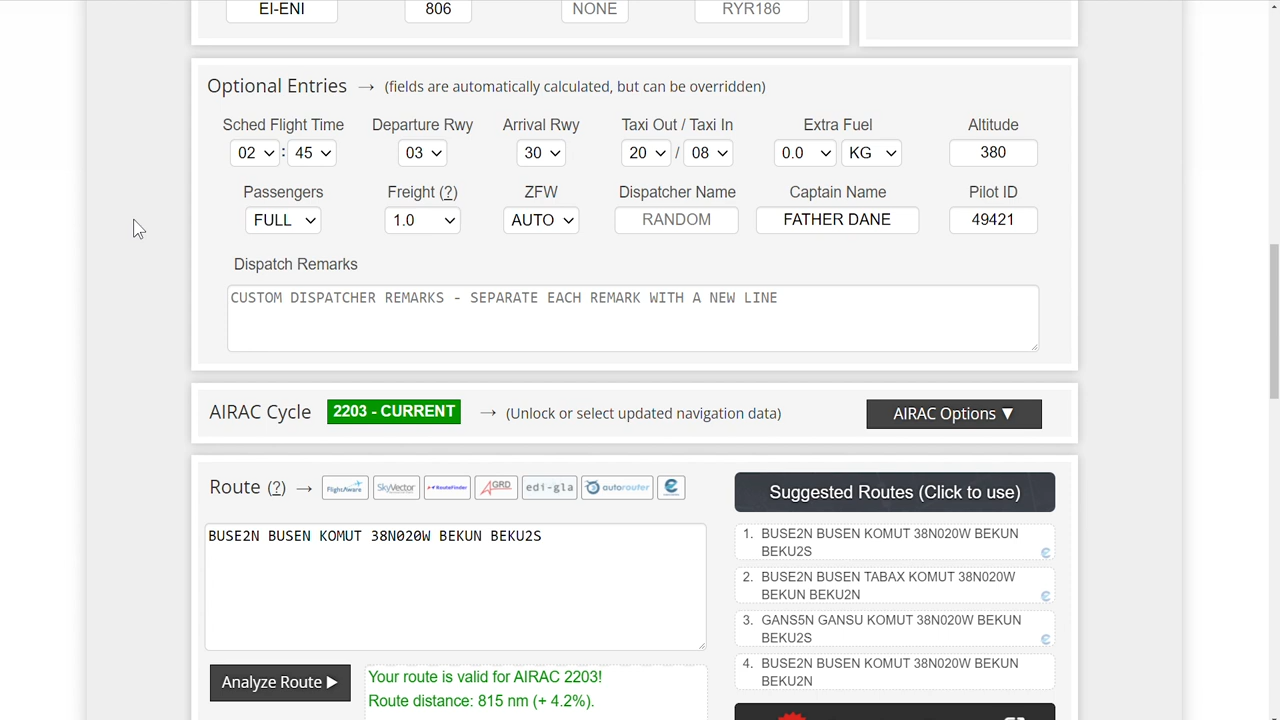 EI-ENI 806 NONE RYR186
Optional Entries → (fields are automatically calculated, but can be overridden)
Sched Flight Time Departure Rwy Arrival Rwy Taxi Out / Taxi In Extra Fuel Altitude
02 : 45 03 30 20 / 08 0.0 KG 380
Passengers Freight (?) ZFW Dispatcher Name Captain Name Pilot ID
FULL 1.0 AUTO RANDOM FATHER DANE 49421
Dispatch Remarks
CUSTOM DISPATCHER REMARKS - SEPARATE EACH REMARK WITH A NEW LINE
AIRAC Cycle 2203 - CURRENT → (Unlock or select updated navigation data) AIRAC Options ▼
Route (?) → FlightAware SkyVector RouteFinder GRD edi-gla autorouter
BUSE2N BUSEN KOMUT 38N020W BEKUN BEKU2S
Analyze Route ▶
Your route is valid for AIRAC 2203!
Route distance: 815 nm (+ 4.2%).
Suggested Routes (Click to use)
1. BUSE2N BUSEN KOMUT 38N020W BEKUN
BEKU2S
2. BUSE2N BUSEN TABAX KOMUT 38N020W
BEKUN BEKU2N
3. GANS5N GANSU KOMUT 38N020W BEKUN
BEKU2S
4. BUSE2N BUSEN KOMUT 38N020W BEKUN
BEKU2N